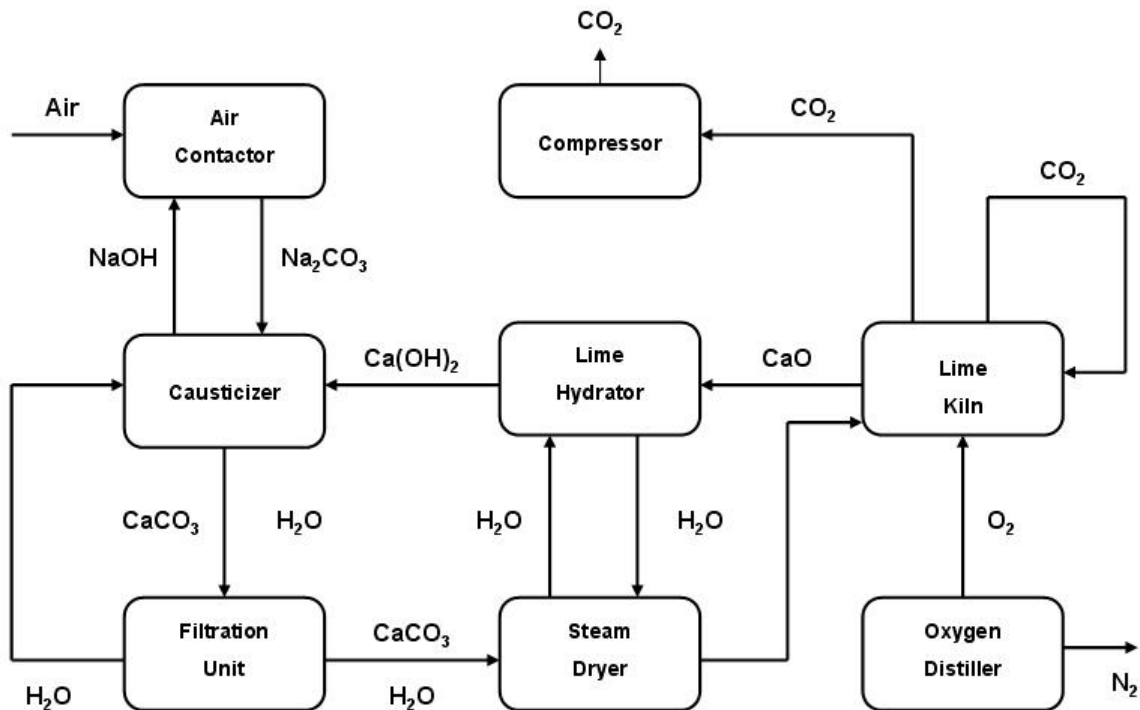 CO₂
Air
Air
Contactor
Compressor
CO₂
CO₂
NaOH
Na₂CO₃
Causticizer
Ca(OH)₂
Lime
Hydrator
CaO
Lime
Kiln
CaCO₃
H₂O
H₂O
H₂O
O₂
Filtration
Unit
CaCO₃
H₂O
Steam
Dryer
Oxygen
Distiller
H₂O
N₂